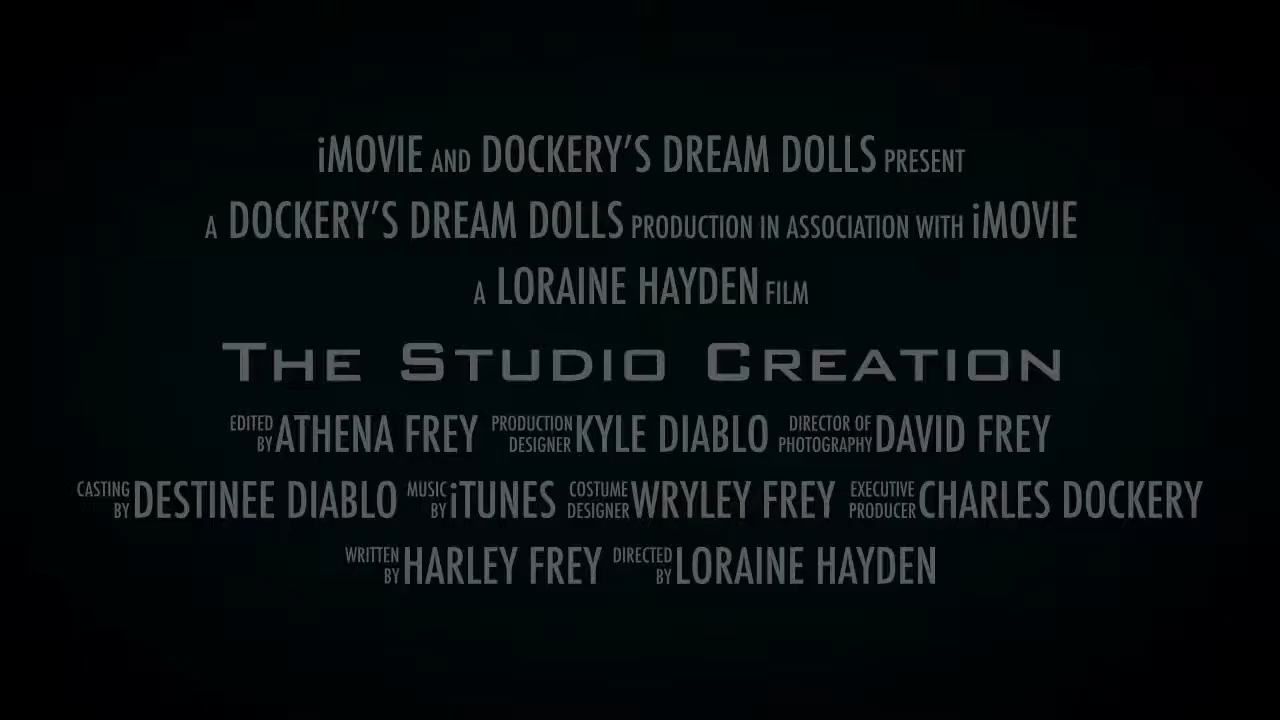 iMOVIE AND DOCKERY'S DREAM DOLLS PRESENT
A DOCKERY'S DREAM DOLLS PRODUCTION IN ASSOCIATION WITH iMOVIE
A LORAINE HAYDEN FILM
THE STUDIO CREATION
EDITED BY ATHENA FREY PRODUCTION DESIGNER KYLE DIABLO DIRECTOR OF PHOTOGRAPHY DAVID FREY
CASTING BY DESTINEE DIABLO MUSIC BY iTUNES COSTUME DESIGNER WRYLEY FREY EXECUTIVE PRODUCER CHARLES DOCKERY
WRITTEN BY HARLEY FREY DIRECTED BY LORAINE HAYDEN